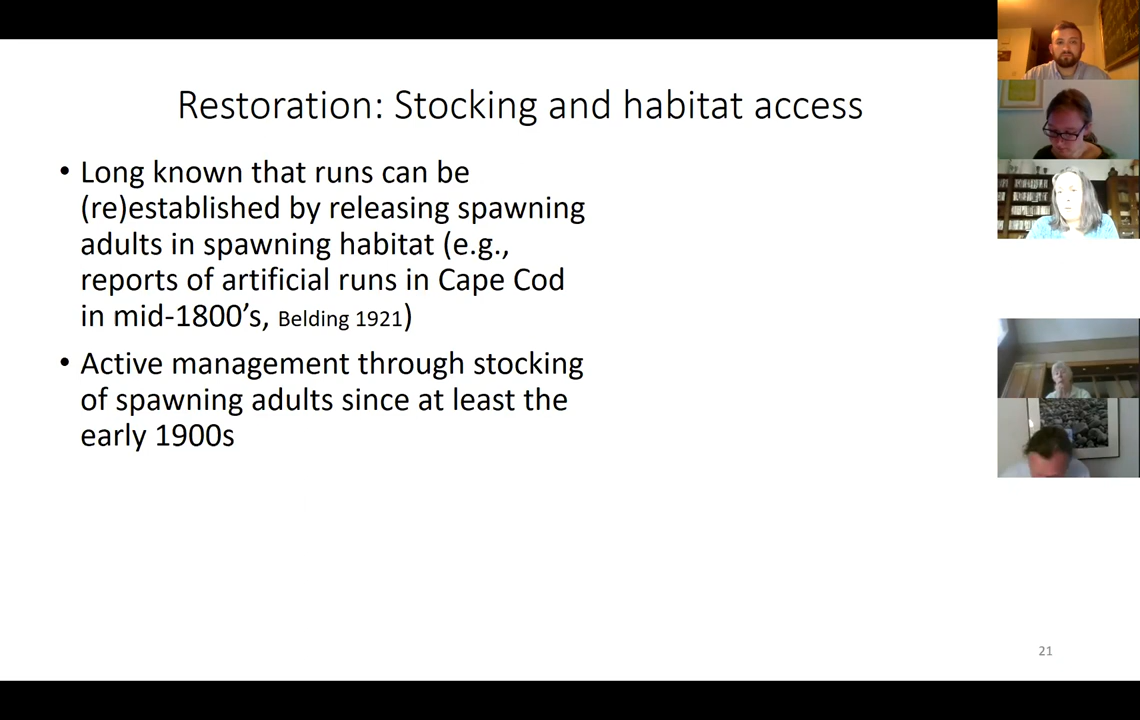 Restoration: Stocking and habitat access
• Long known that runs can be
(re)established by releasing spawning
adults in spawning habitat (e.g.,
reports of artificial runs in Cape Cod
in mid-1800’s, Belding 1921)
• Active management through stocking
of spawning adults since at least the
early 1900s
21